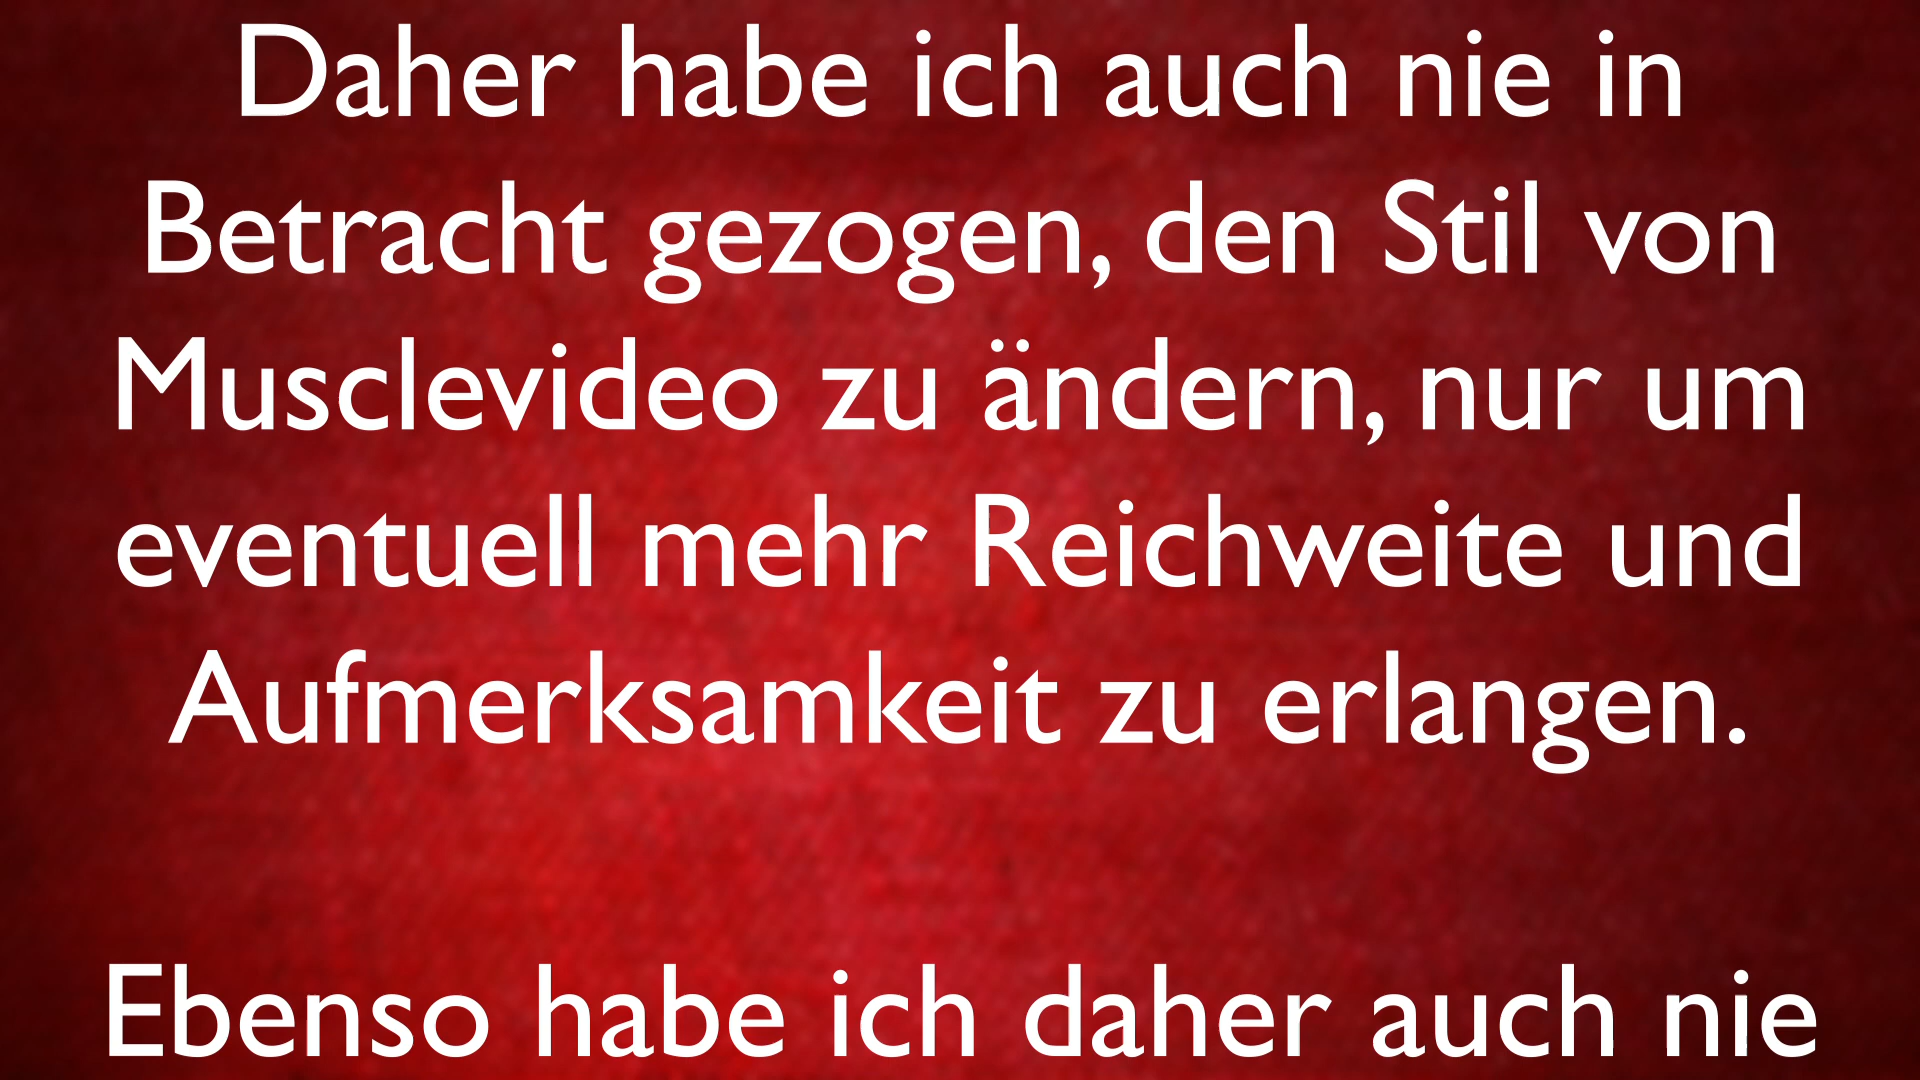 Daher habe ich auch nie in
Betracht gezogen, den Stil von
Musclevideo zu ändern, nur um
eventuell mehr Reichweite und
Aufmerksamkeit zu erlangen.
Ebenso habe ich daher auch nie